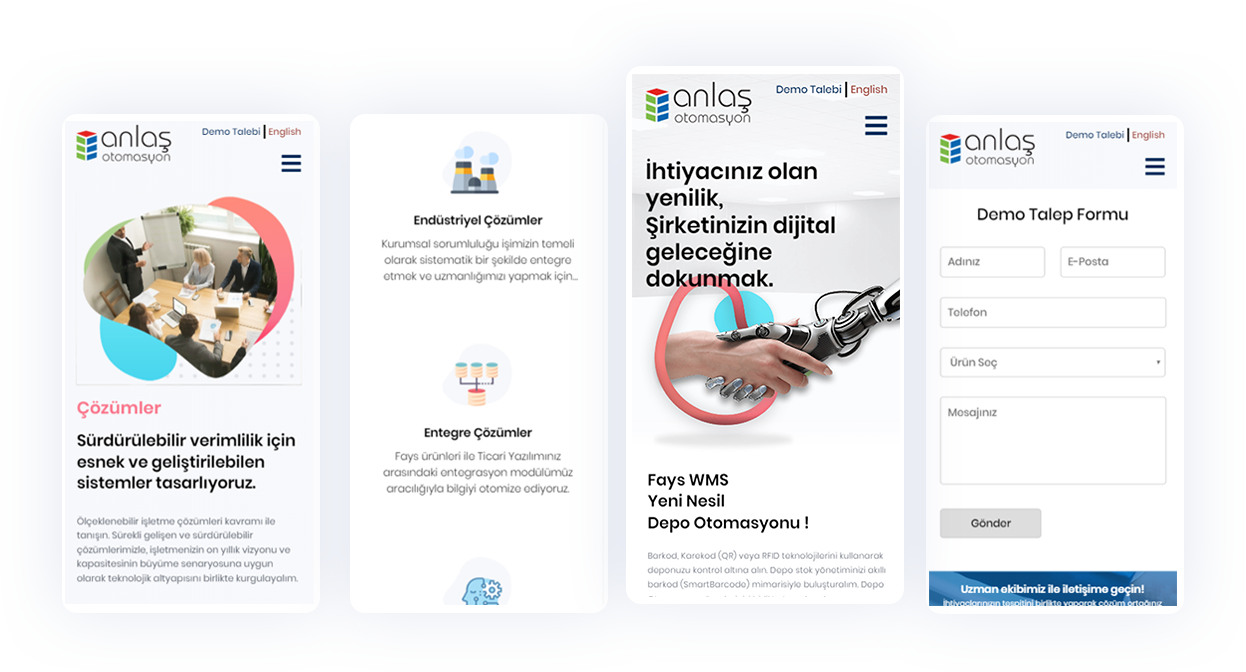 anlaş
otomasyon
Demo Talebi | English
Çözümler
Sürdürülebilir verimlilik için
esnek ve geliştirilebilen
sistemler tasarlıyoruz.
Ölçeklenebilir işletme çözümleri kavramı ile
tanışın. Sürekli gelişen ve sürdürülebilir
çözümlerimizle, işletmenizin on yıllık vizyonu ve
kapasitesinin büyüme senaryosuna uygun
olarak teknolojik altyapısını birlikte kurgulayalım.
Endüstriyel Çözümler
Kurumsal sorumluluğu işimizin temeli
olarak sistematik bir şekilde entegre
etmek ve uzmanlığımızı yapmak için...
Entegre Çözümler
Fays ürünleri ile Ticari Yazılımınız
arasındaki entegrasyon modülümüz
aracılığıyla bilgiyi otomize ediyoruz.
anlaş
otomasyon
Demo Talebi | English
İhtiyacınız olan
yenilik,
Şirketinizin dijital
geleceğine
dokunmak.
Fays WMS
Yeni Nesil
Depo Otomasyonu !
Barkod, Karekod (QR) veya RFID teknolojilerini kullanarak
deponuzu kontrol altına alın. Depo stok yönetiminizi akıllı
barkod (SmartBarcode) mimarisiyle buluşturalım. Depo
anlaş
otomasyon
Demo Talebi | English
Demo Talep Formu
Adınız
E-Posta
Telefon
Ürün Seç
Mesajınız
Gönder
Uzman ekibimiz ile iletişime geçin!
İhtiyaçlarınızın tespitini birlikte yaparak çözüm ortağınız